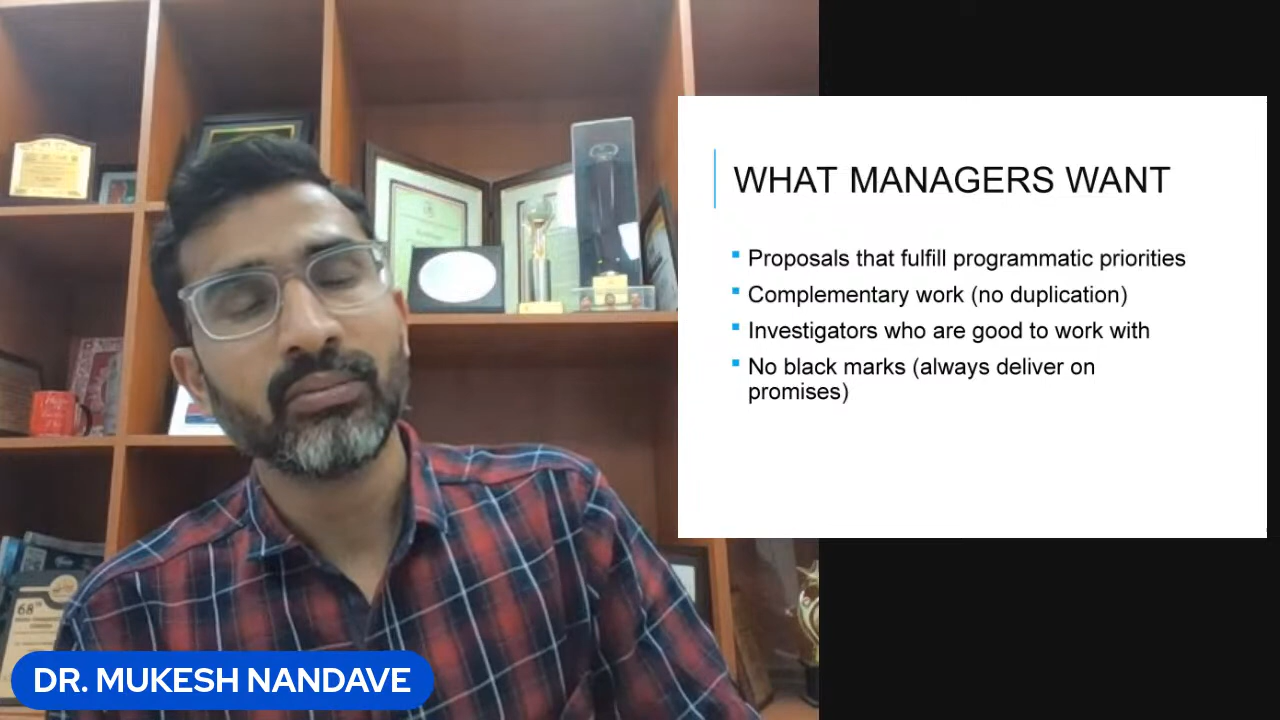 WHAT MANAGERS WANT
Proposals that fulfill programmatic priorities
Complementary work (no duplication)
Investigators who are good to work with
No black marks (always deliver on
promises)
68
DR. MUKESH NANDAVE